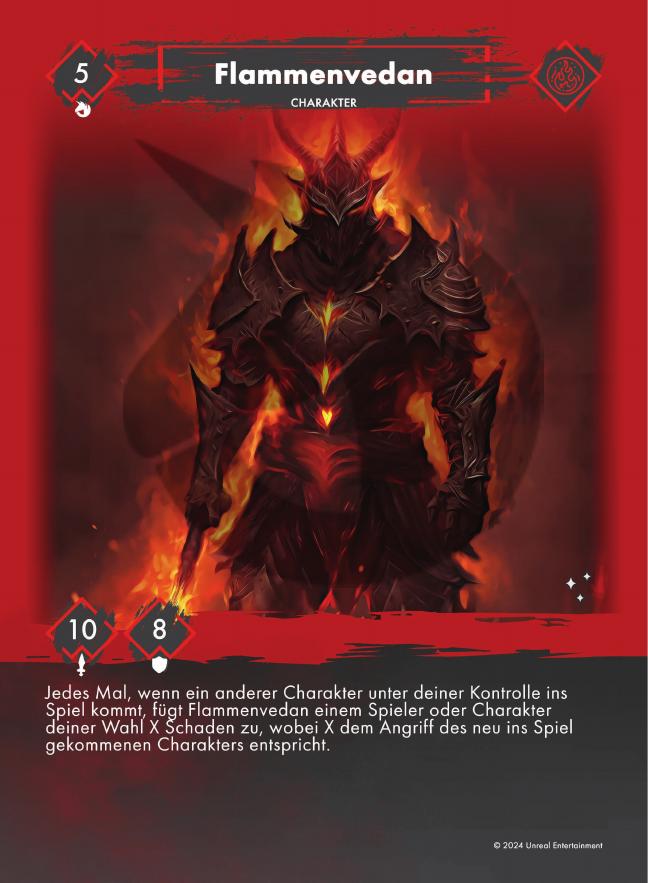 5
Flammenvedan
CHARAKTER
10
8
Jedes Mal, wenn ein anderer Charakter unter deiner Kontrolle ins
Spiel kommt, fügt Flammenvedan einem Spieler oder Charakter
deiner Wahl X Schaden zu, wobei X dem Angriff des neu ins Spiel
gekommenen Charakters entspricht.
© 2024 Unreal Entertainment